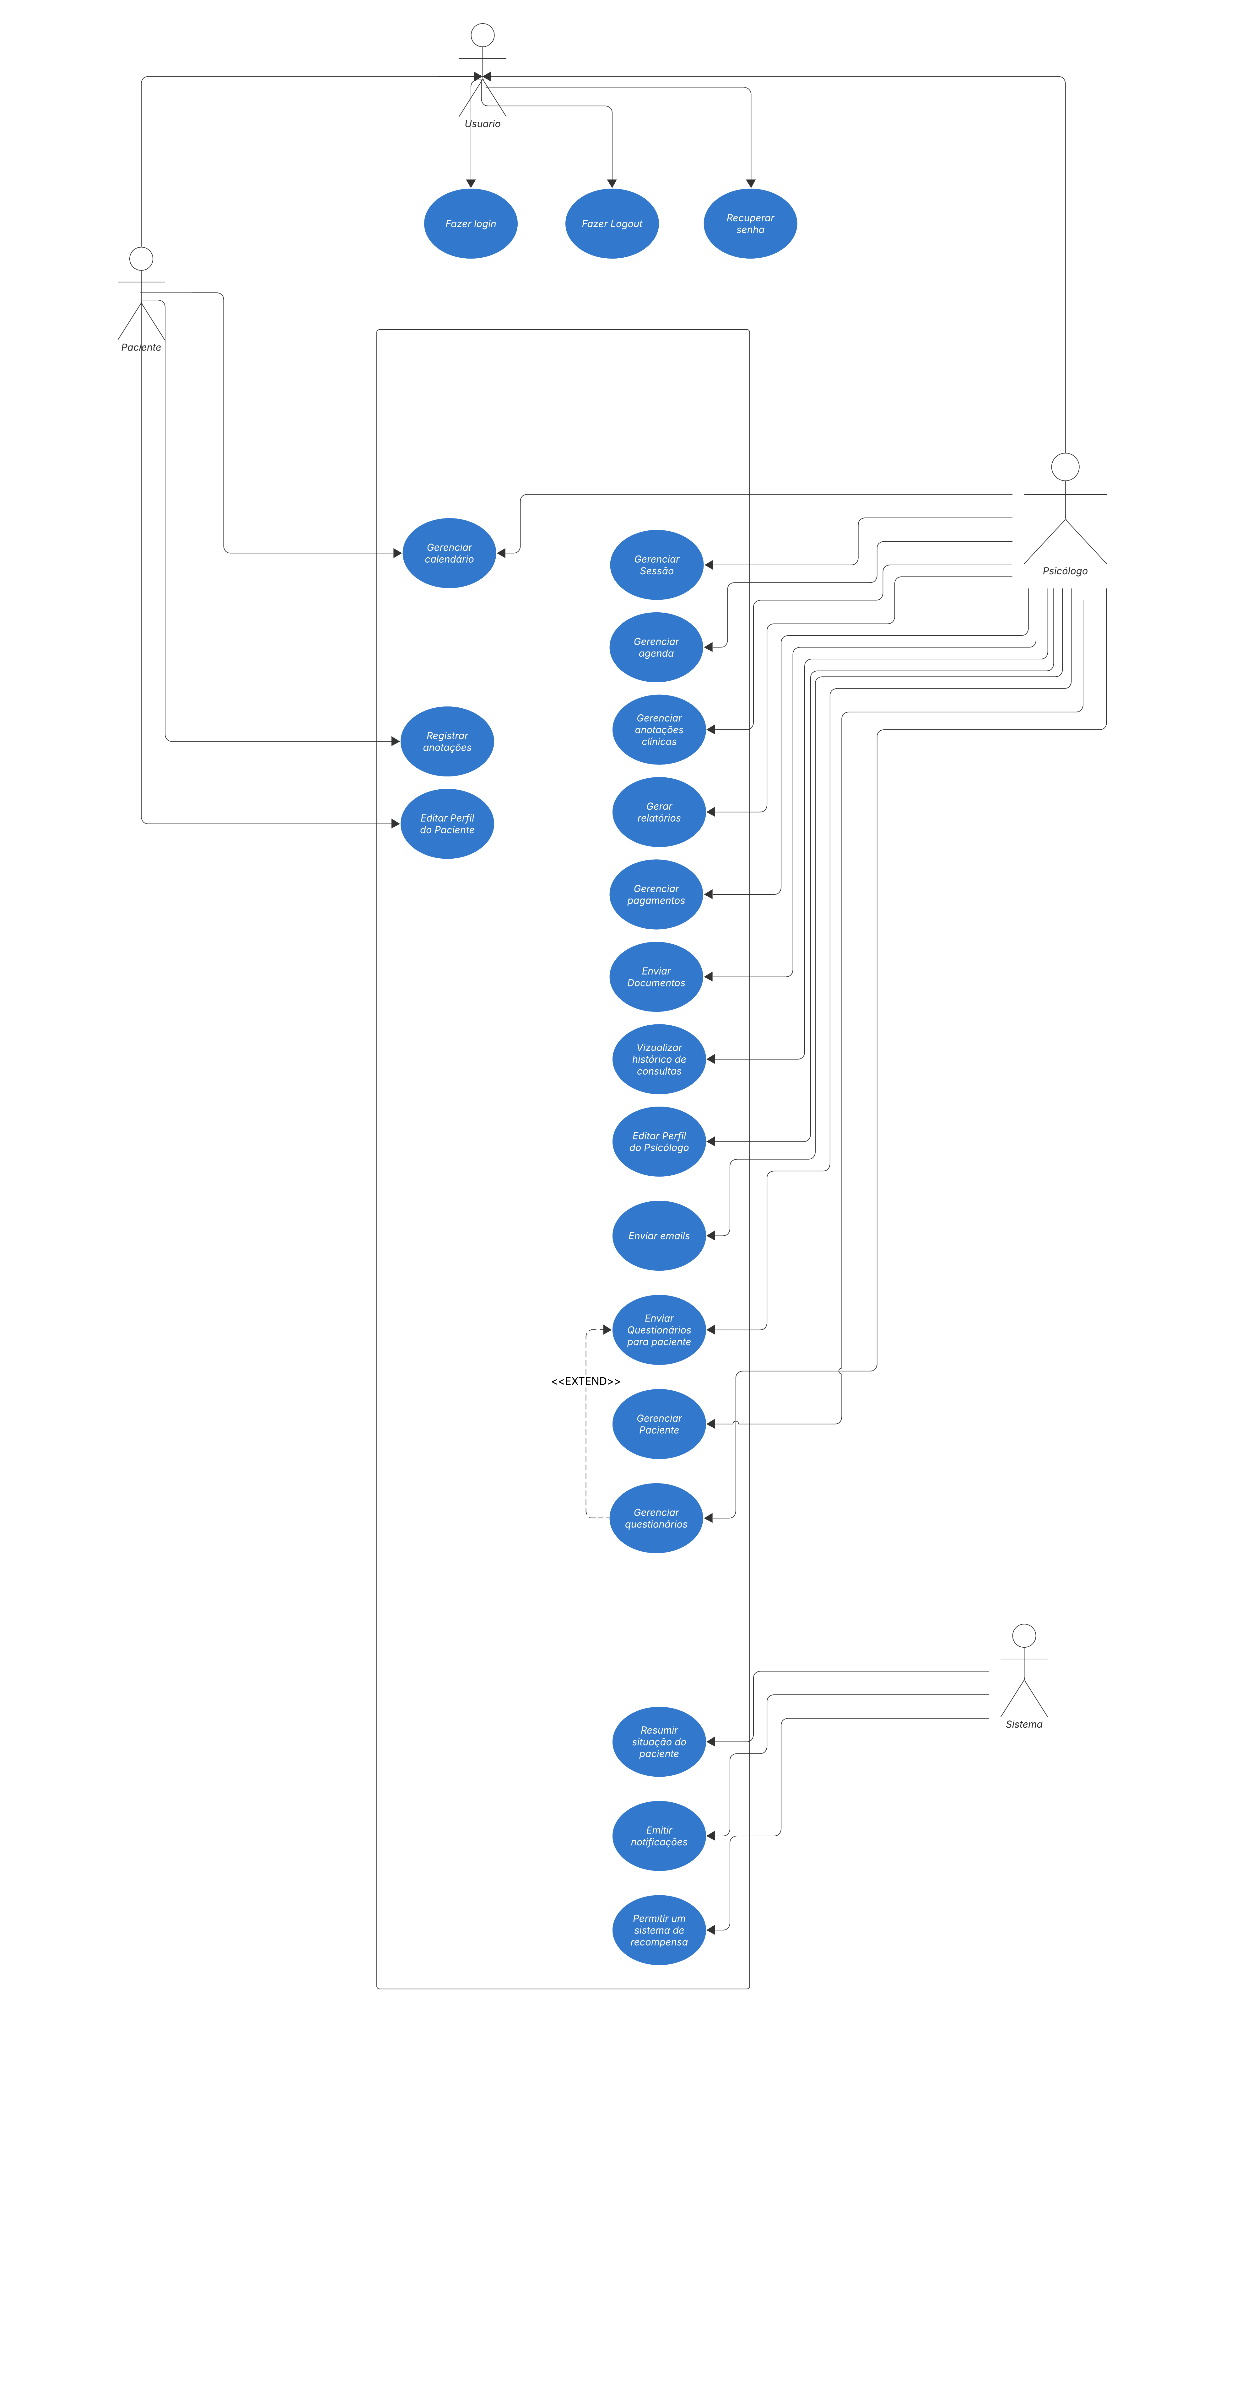 Usuario
Fazer login
Fazer Logout
Recuperar
senha
Paciente
Psicólogo
Gerenciar
calendário
Gerenciar
Sessão
Gerenciar
agenda
Gerenciar
anotações
clínicas
Registrar
anotações
Gerar
relatórios
Editar Perfil
do Paciente
Gerenciar
pagamentos
Enviar
Documentos
Vizualizar
histórico de
consultas
Editar Perfil
do Psicólogo
Enviar emails
Enviar
Questionários
para paciente
<<EXTEND>>
Gerenciar
Paciente
Gerenciar
questionários
Sistema
Resumir
situação do
paciente
Emitir
notificações
Permitir um
sistema de
recompensa